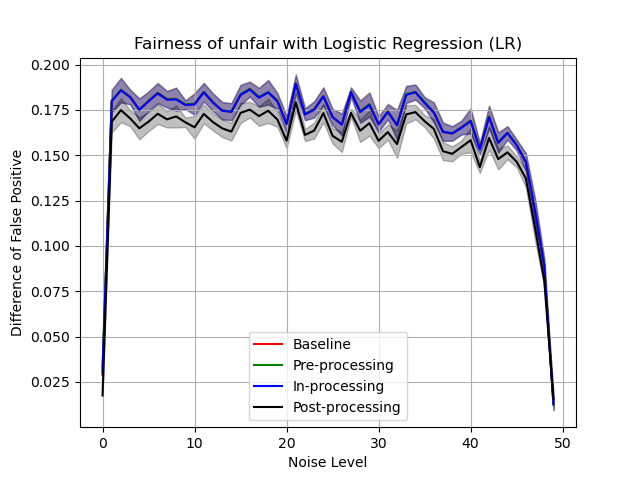 Fairness of unfair with Logistic Regression (LR)
Difference of False Positive
0.200
0.175
0.150
0.125
0.100
0.075
0.050
0.025
Baseline
Pre-processing
In-processing
Post-processing
0 10 20 30 40 50
Noise Level